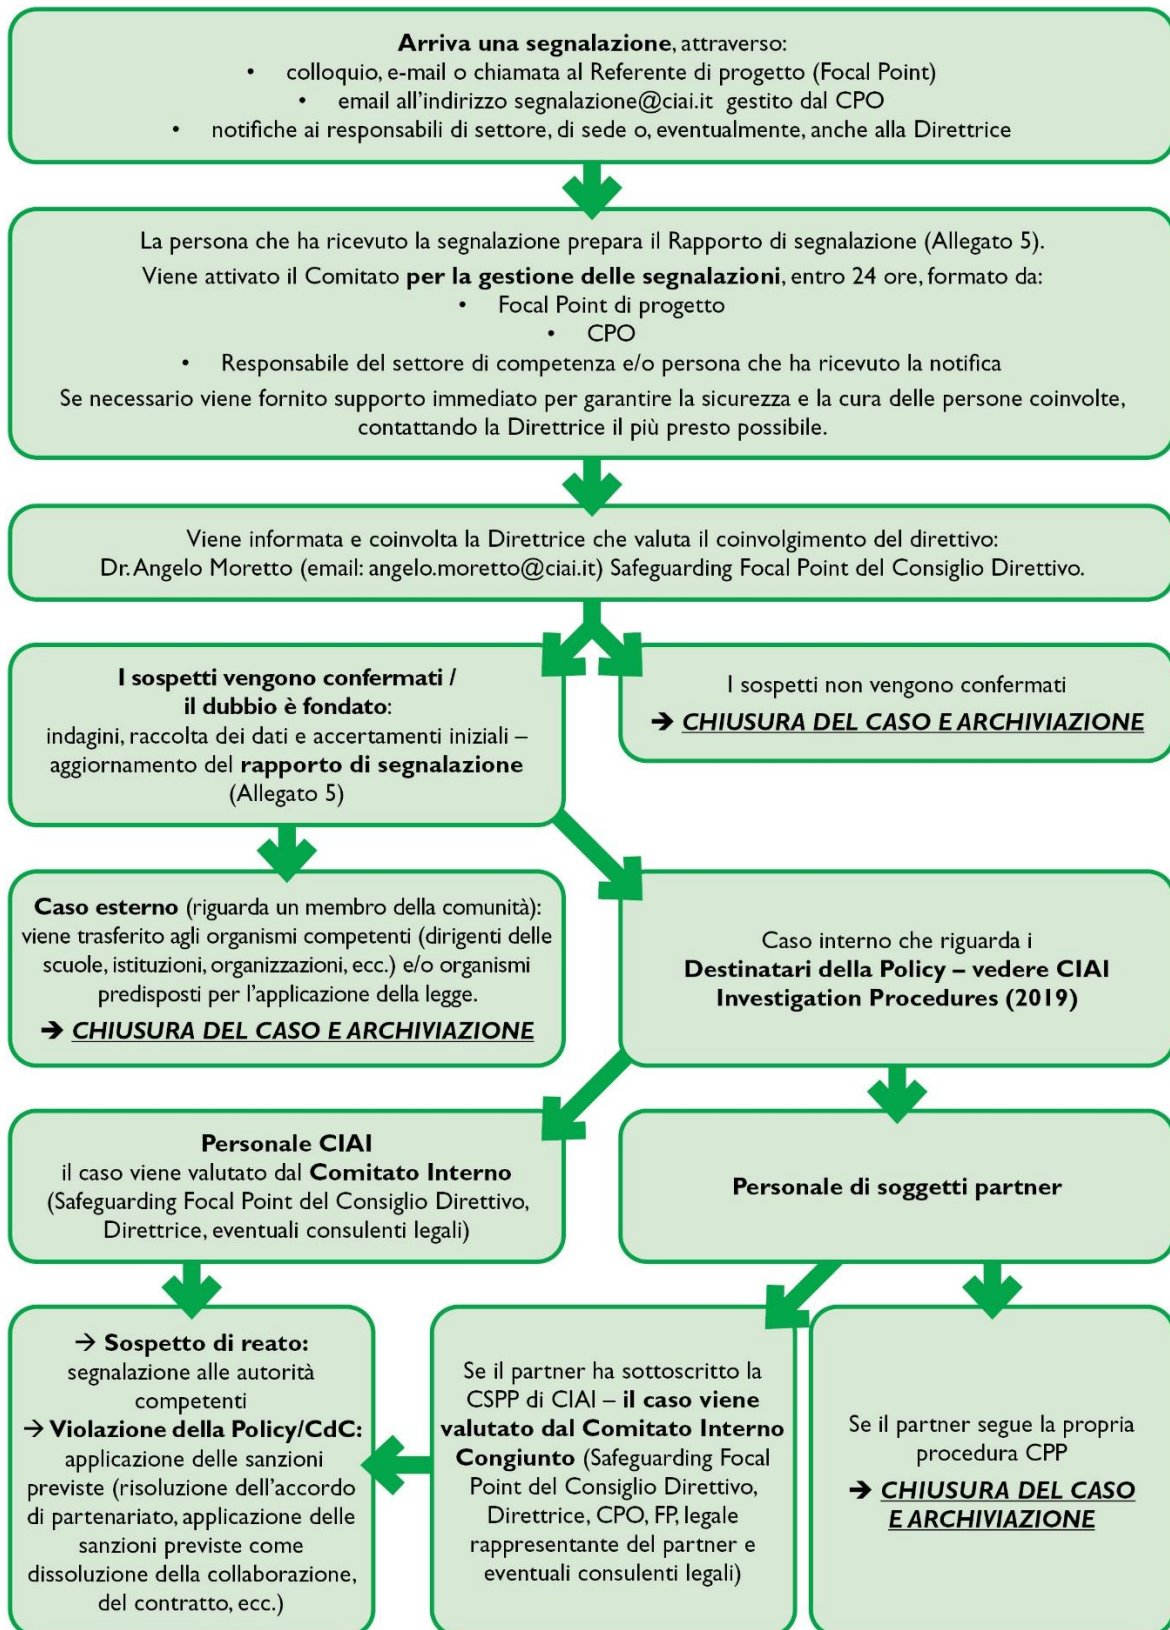 Arriva una segnalazione, attraverso:
• colloquio, e-mail o chiamata al Referente di progetto (Focal Point)
• email all'indirizzo segnalazione@ciai.it gestito dal CPO
• notifiche ai responsabili di settore, di sede o, eventualmente, anche alla Direttrice
La persona che ha ricevuto la segnalazione prepara il Rapporto di segnalazione (Allegato 5).
Viene attivato il Comitato per la gestione delle segnalazioni, entro 24 ore, formato da:
• Focal Point di progetto
• CPO
• Responsabile del settore di competenza e/o persona che ha ricevuto la notifica
Se necessario viene fornito supporto immediato per garantire la sicurezza e la cura delle persone coinvolte,
contattando la Direttrice il più presto possibile.
Viene informata e coinvolta la Direttrice che valuta il coinvolgimento del direttivo:
Dr. Angelo Moretto (email: angelo.moretto@ciai.it) Safeguarding Focal Point del Consiglio Direttivo.
I sospetti vengono confermati /
il dubbio è fondato:
indagini, raccolta dei dati e accertamenti iniziali –
aggiornamento del rapporto di segnalazione
(Allegato 5)
I sospetti non vengono confermati
→ CHIUSURA DEL CASO E ARCHIVIAZIONE
Caso esterno (riguarda un membro della comunità):
viene trasferito agli organismi competenti (dirigenti delle
scuole, istituzioni, organizzazioni, ecc.) e/o organismi
predisposti per l'applicazione della legge.
→ CHIUSURA DEL CASO E ARCHIVIAZIONE
Caso interno che riguarda i
Destinatari della Policy – vedere CIAI
Investigation Procedures (2019)
Personale CIAI
il caso viene valutato dal Comitato Interno
(Safeguarding Focal Point del Consiglio Direttivo,
Direttrice, eventuali consulenti legali)
Personale di soggetti partner
→ Sospetto di reato:
segnalazione alle autorità
competenti
→ Violazione della Policy/CdC:
applicazione delle sanzioni
previste (risoluzione dell'accordo
di partenariato, applicazione delle
sanzioni previste come
dissoluzione della collaborazione,
del contratto, ecc.)
Se il partner ha sottoscritto la
CSPP di CIAI – il caso viene
valutato dal Comitato Interno
Congiunto (Safeguarding Focal
Point del Consiglio Direttivo,
Direttrice, CPO, FP, legale
rappresentante del partner e
eventuali consulenti legali)
Se il partner segue la propria
procedura CPP
→ CHIUSURA DEL CASO
E ARCHIVIAZIONE